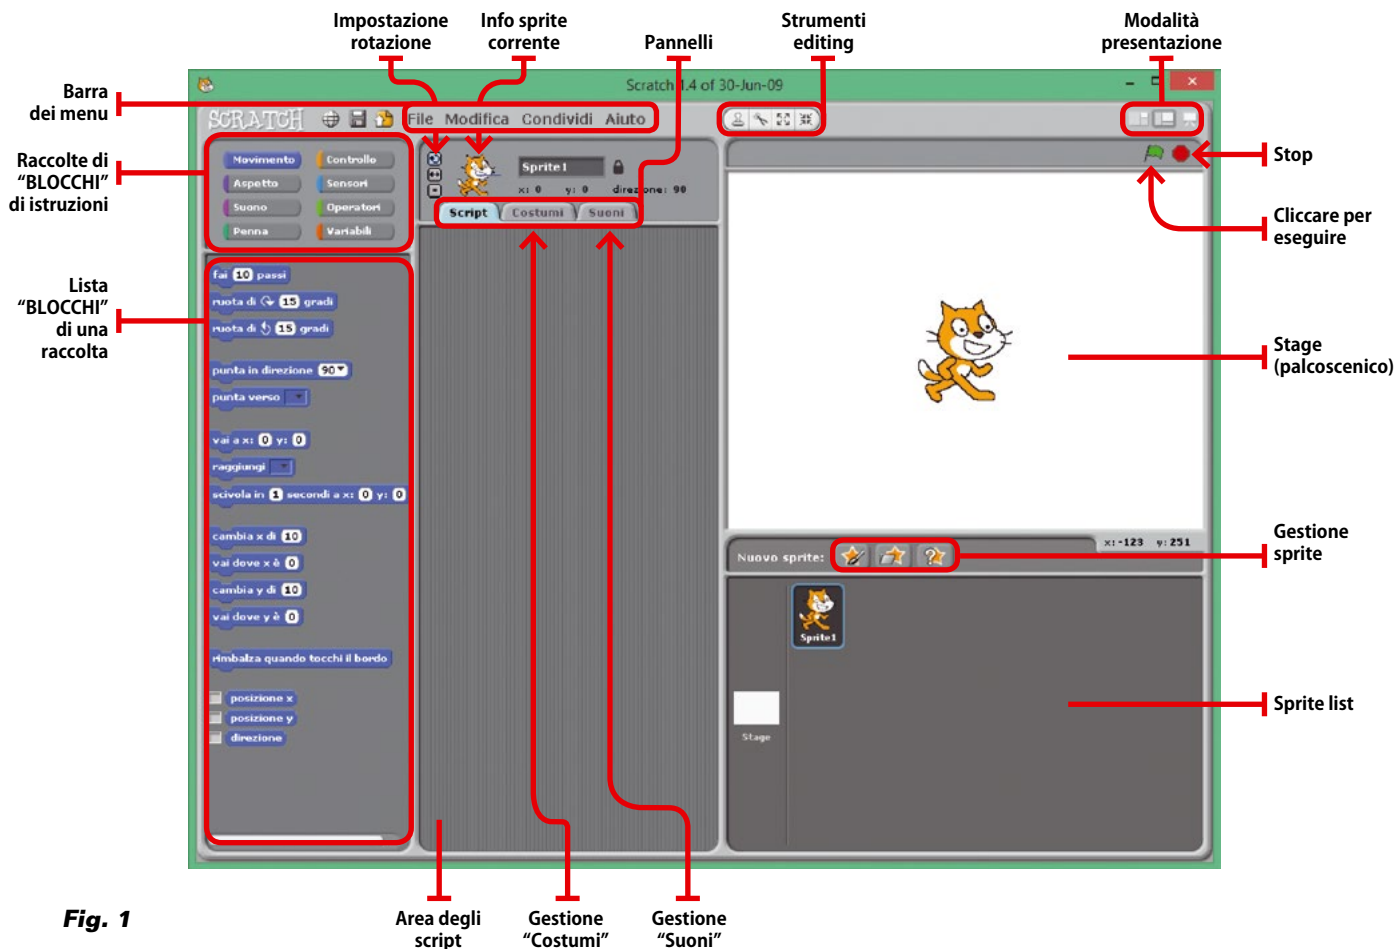 Impostazione
rotazione
Info sprite
corrente
Pannelli
Strumenti
editing
Modalità
presentazione
Barra
dei menu
Raccolte di
“BLOCCHI”
di istruzioni
Lista
“BLOCCHI”
di una
raccolta
Scratch 1.4 of 30-Jun-09
SCRATCH
File Modifica Condividi Aiuto
Movimento Controllo
Aspetto Sensori
Suono Operatori
Penna Variabili
Sprite1
x: 0 y: 0 direzione: 90
Script Costumi Suoni
fai 10 passi
ruota di 15 gradi
ruota di 15 gradi
punta in direzione 90
punta verso
vai a x: 0 y: 0
raggiungi
scivola in 1 secondi a x: 0 y: 0
cambia x di 10
vai dove x è 0
cambia y di 10
vai dove y è 0
rimbalza quando tocchi il bordo
posizione x
posizione y
direzione
Stop
Cliccare per
eseguire
Stage
(palcoscenico)
x: -123 y: 251
Nuovo sprite:
Gestione
sprite
Sprite1
Stage
Sprite list
Fig. 1
Area degli
script
Gestione
“Costumi”
Gestione
“Suoni”